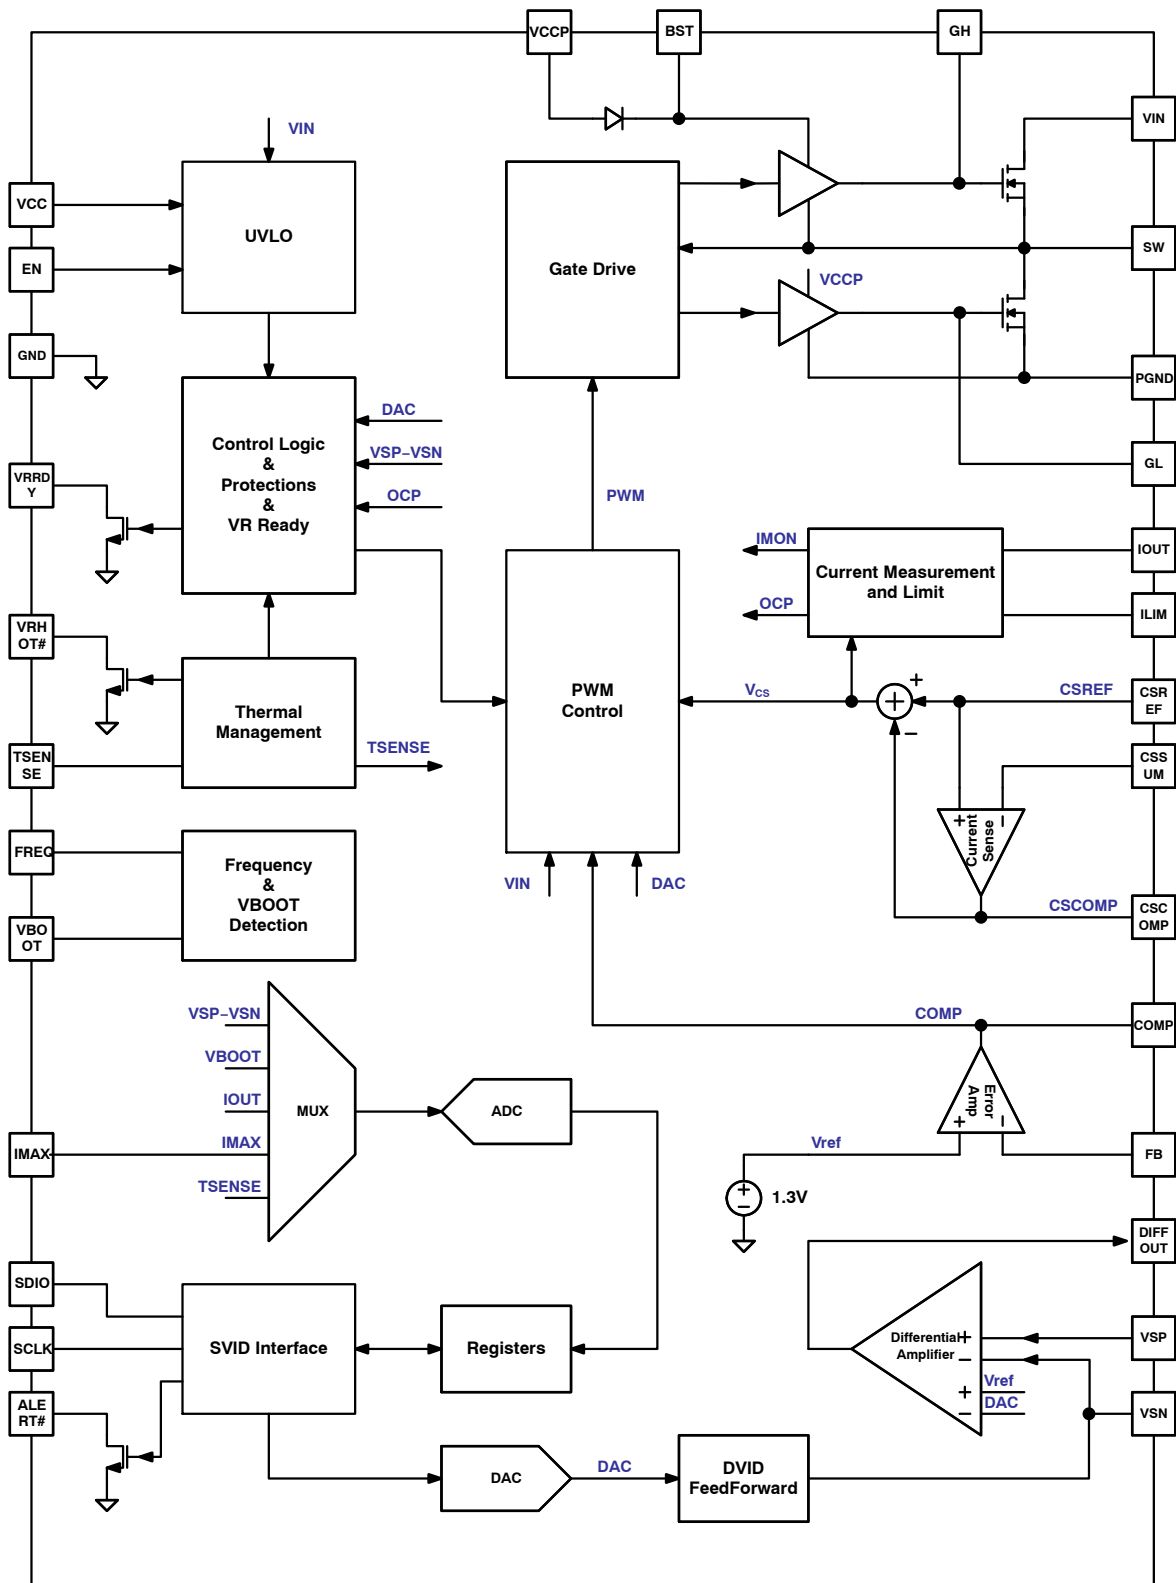 VCCP
BST
GH
VIN
VIN
VCC
UVLO
EN
Gate Drive
SW
VCCP
GND
PGND
DAC
Control Logic
&
Protections
&
VR Ready
VSP–VSN
OCP
GL
VRRD
Y
PWM
IMON
Current Measurement
and Limit
IOUT
OCP
ILIM
VRH
OT#
Thermal
Management
TSENSE
TSEN
SE
PWM
Control
VCS
+
+
–
CSREF
CSR
EF
CSS
UM
+
–
Current
Sense
FREQ
Frequency
&
VBOOT
Detection
VBO
OT
VIN
DAC
CSCOMP
CSC
OMP
VSP–VSN
VBOOT
IOUT
IMAX
TSENSE
MUX
ADC
IMAX
COMP
COMP
Error
Amp
+
–
Vref
FB
+
–
1.3V
DIFF
OUT
SDIO
SCLK
SVID Interface
Registers
Differential
Amplifier
+
–
+
–
VSP
Vref
DAC
VSN
ALE
RT#
DAC
DAC
DVID
FeedForward